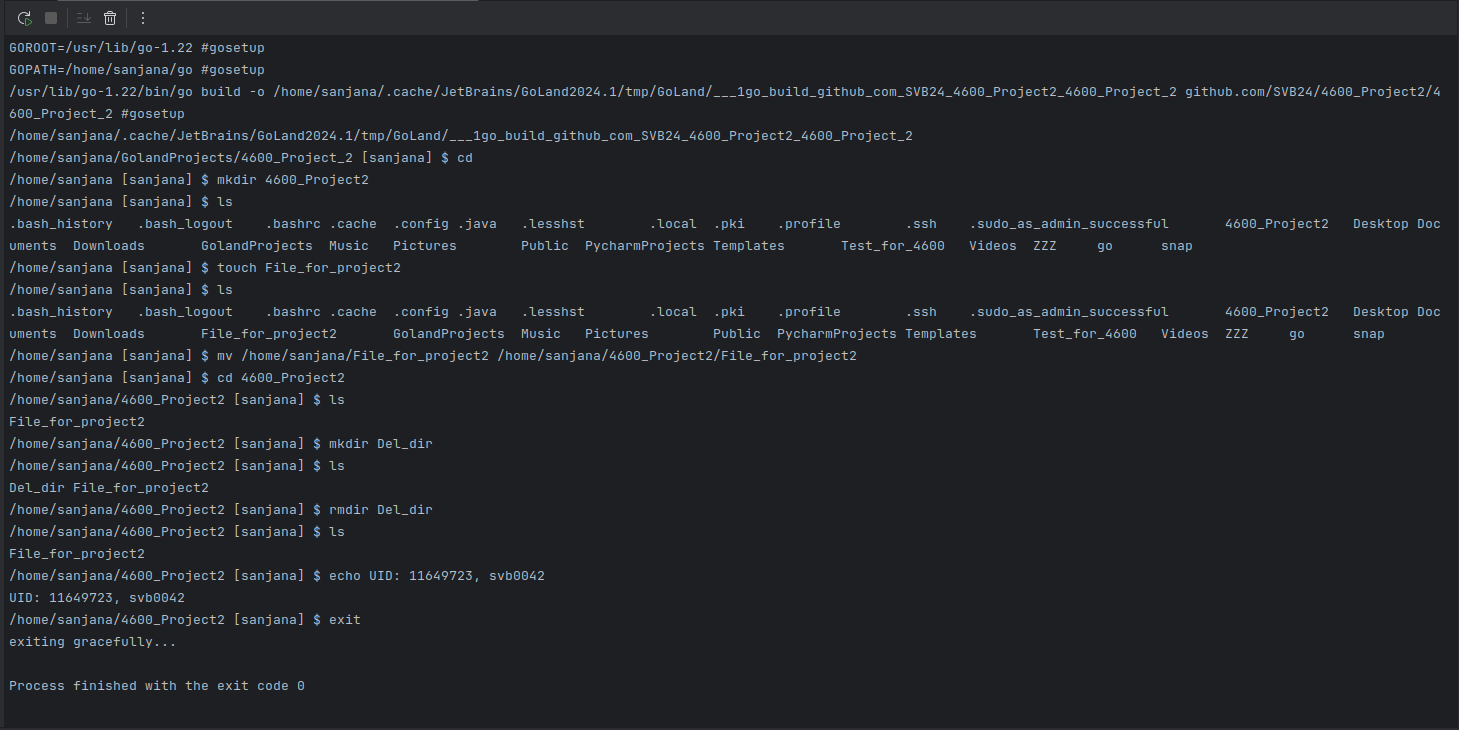 GOROOT=/usr/lib/go-1.22 #gosetup
GOPATH=/home/sanjana/go #gosetup
/usr/lib/go-1.22/bin/go build -o /home/sanjana/.cache/JetBrains/GoLand2024.1/tmp/GoLand/___1go_build_github_com_SVB24_4600_Project2_4600_Project_2 github.com/SVB24/4600_Project2/4
600_Project_2 #gosetup
/home/sanjana/.cache/JetBrains/GoLand2024.1/tmp/GoLand/___1go_build_github_com_SVB24_4600_Project2_4600_Project_2
/home/sanjana/GolandProjects/4600_Project_2 [sanjana] $ cd
/home/sanjana [sanjana] $ mkdir 4600_Project2
/home/sanjana [sanjana] $ ls
.bash_history   .bash_logout    .bashrc .cache  .config .java   .lesshst        .local  .pki    .profile        .ssh    .sudo_as_admin_successful       4600_Project2   Desktop Doc
uments  Downloads       GolandProjects  Music   Pictures        Public  PycharmProjects Templates       Test_for_4600   Videos  ZZZ     go      snap
/home/sanjana [sanjana] $ touch File_for_project2
/home/sanjana [sanjana] $ ls
.bash_history   .bash_logout    .bashrc .cache  .config .java   .lesshst        .local  .pki    .profile        .ssh    .sudo_as_admin_successful       4600_Project2   Desktop Doc
uments  Downloads       File_for_project2       GolandProjects  Music   Pictures        Public  PycharmProjects Templates       Test_for_4600   Videos  ZZZ     go      snap
/home/sanjana [sanjana] $ mv /home/sanjana/File_for_project2 /home/sanjana/4600_Project2/File_for_project2
/home/sanjana [sanjana] $ cd 4600_Project2
/home/sanjana/4600_Project2 [sanjana] $ ls
File_for_project2
/home/sanjana/4600_Project2 [sanjana] $ mkdir Del_dir
/home/sanjana/4600_Project2 [sanjana] $ ls
Del_dir File_for_project2
/home/sanjana/4600_Project2 [sanjana] $ rmdir Del_dir
/home/sanjana/4600_Project2 [sanjana] $ ls
File_for_project2
/home/sanjana/4600_Project2 [sanjana] $ echo UID: 11649723, svb0042
UID: 11649723, svb0042
/home/sanjana/4600_Project2 [sanjana] $ exit
exiting gracefully...
Process finished with the exit code 0